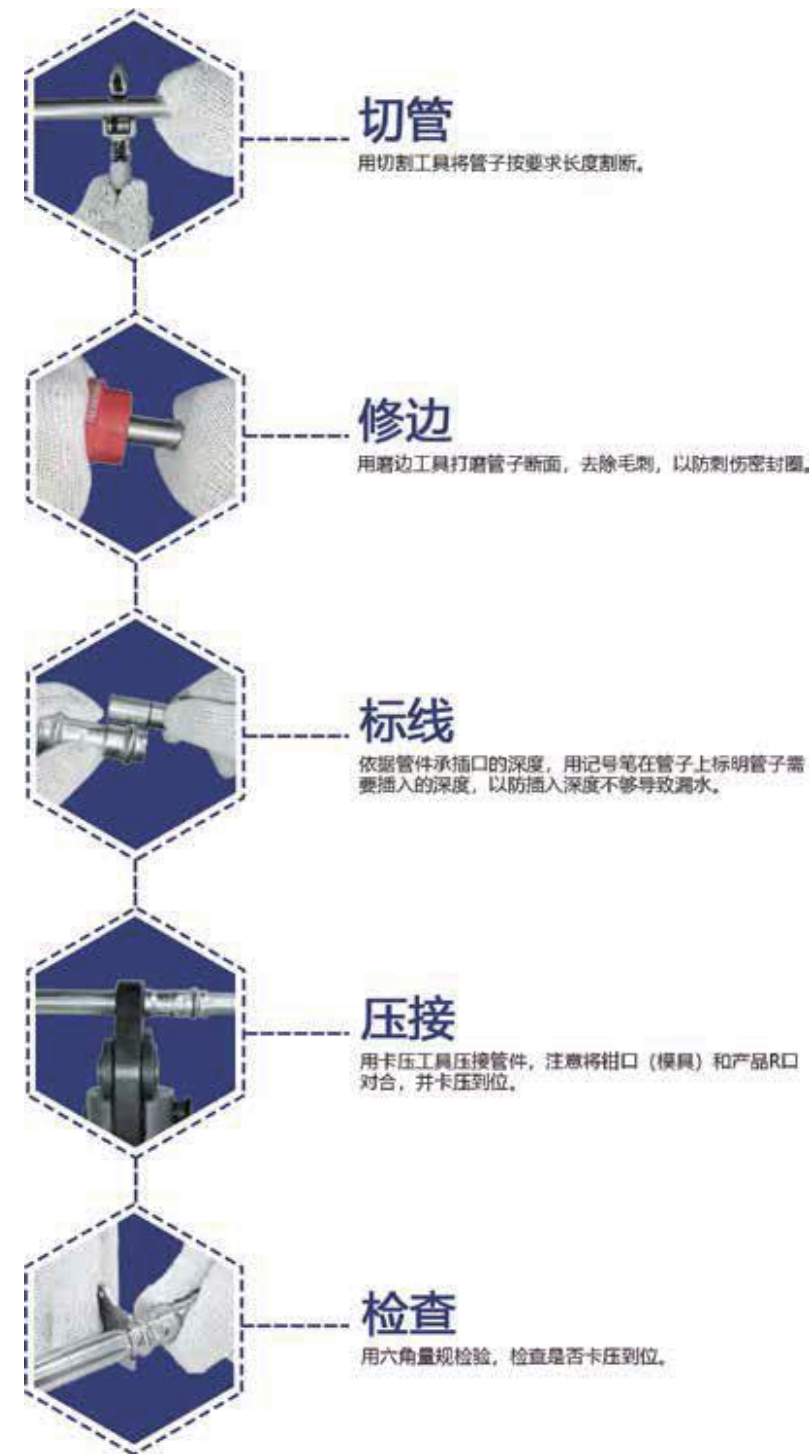 切管
用切割工具将管子按要求长度割断。
修边
用磨边工具打磨管子断面，去除毛刺，以防刺伤密封圈。
标线
依据管件承插口的深度，用记号笔在管子上标明管子需
要插入的深度，以防插入深度不够导致漏水。
压接
用卡压工具压接管件，注意将钳口（模具）和产品R口
对合，并卡压到位。
检查
用六角量规检验，检查是否卡压到位。